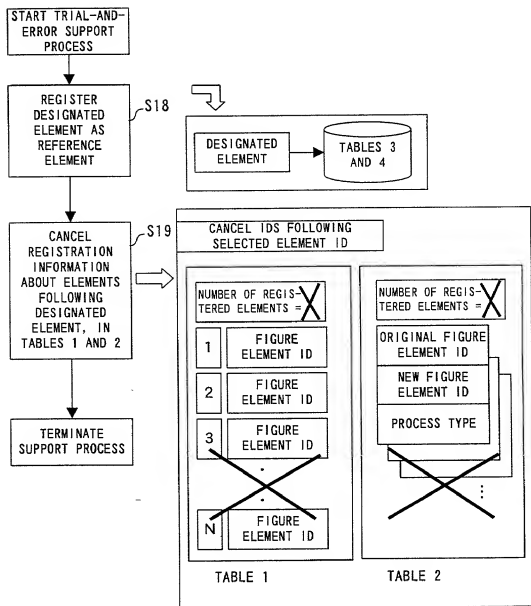 START TRIAL-AND-
ERROR SUPPORT
PROCESS
REGISTER
DESIGNATED
ELEMENT AS
REFERENCE
ELEMENT
S18
DESIGNATED
ELEMENT
TABLES 3
AND 4
CANCEL
REGISTRATION
INFORMATION
ABOUT ELEMENTS
FOLLOWING
DESIGNATED
ELEMENT, IN
TABLES 1 AND 2
S19
TERMINATE
SUPPORT PROCESS
CANCEL IDS FOLLOWING
SELECTED ELEMENT ID
NUMBER OF REGIS-
TERED ELEMENTS =
1 FIGURE
ELEMENT ID
2 FIGURE
ELEMENT ID
3 FIGURE
ELEMENT ID
N FIGURE
ELEMENT ID
TABLE 1
NUMBER OF REGIS-
TERED ELEMENTS =
ORIGINAL FIGURE
ELEMENT ID
NEW FIGURE
ELEMENT ID
PROCESS TYPE
TABLE 2